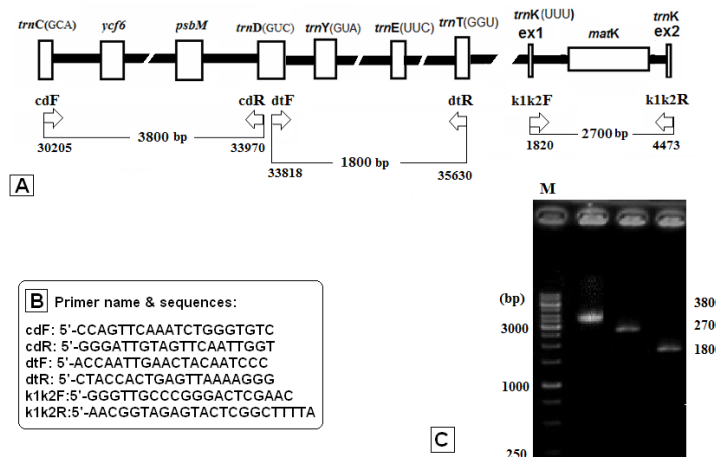 trnC(GCA) ycf6 psbM trnD(GUC) trnY(GUA) trnE(UUC) trnT(GGU) trnK(UUU) ex1 matK trnK ex2
cdF cdR dtF dtR k1k2F k1k2R
30205 3800 bp 33970 33818 1800 bp 35630 1820 2700 bp 4473
A
B Primer name & sequences:
cdF: 5'-CCAGTTCAAATCTGGGTGTC
cdR: 5'-GGGATTGTAGTTCAATTGGT
dtF: 5'-ACCAATTGAACTACAATCCC
dtR: 5'-CTACCACTGAGTTAAAAGGG
k1k2F:5'-GGGTTGCCCGGGACTCGAAC
k1k2R:5'-AACGGTAGAGTACTCGGCTTTTA
M
(bp) 3800
3000 2700
1800
1000
C 250